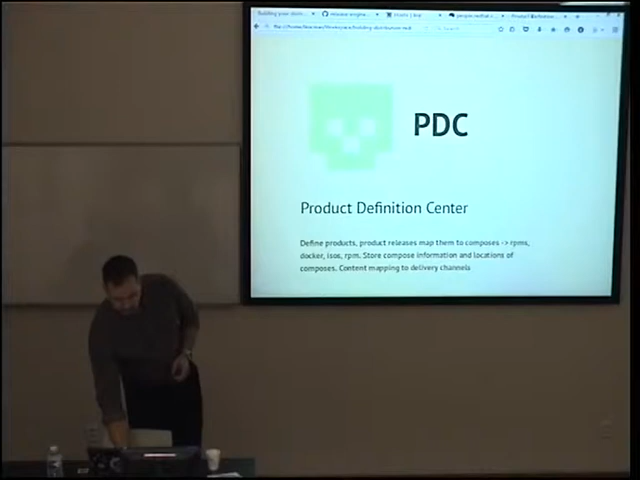 PDC
Product Definition Center
Define products, product releases map them to composes -> rpms,
docker, isos, rpm. Store compose information and locations of
composes. Content mapping to delivery channels